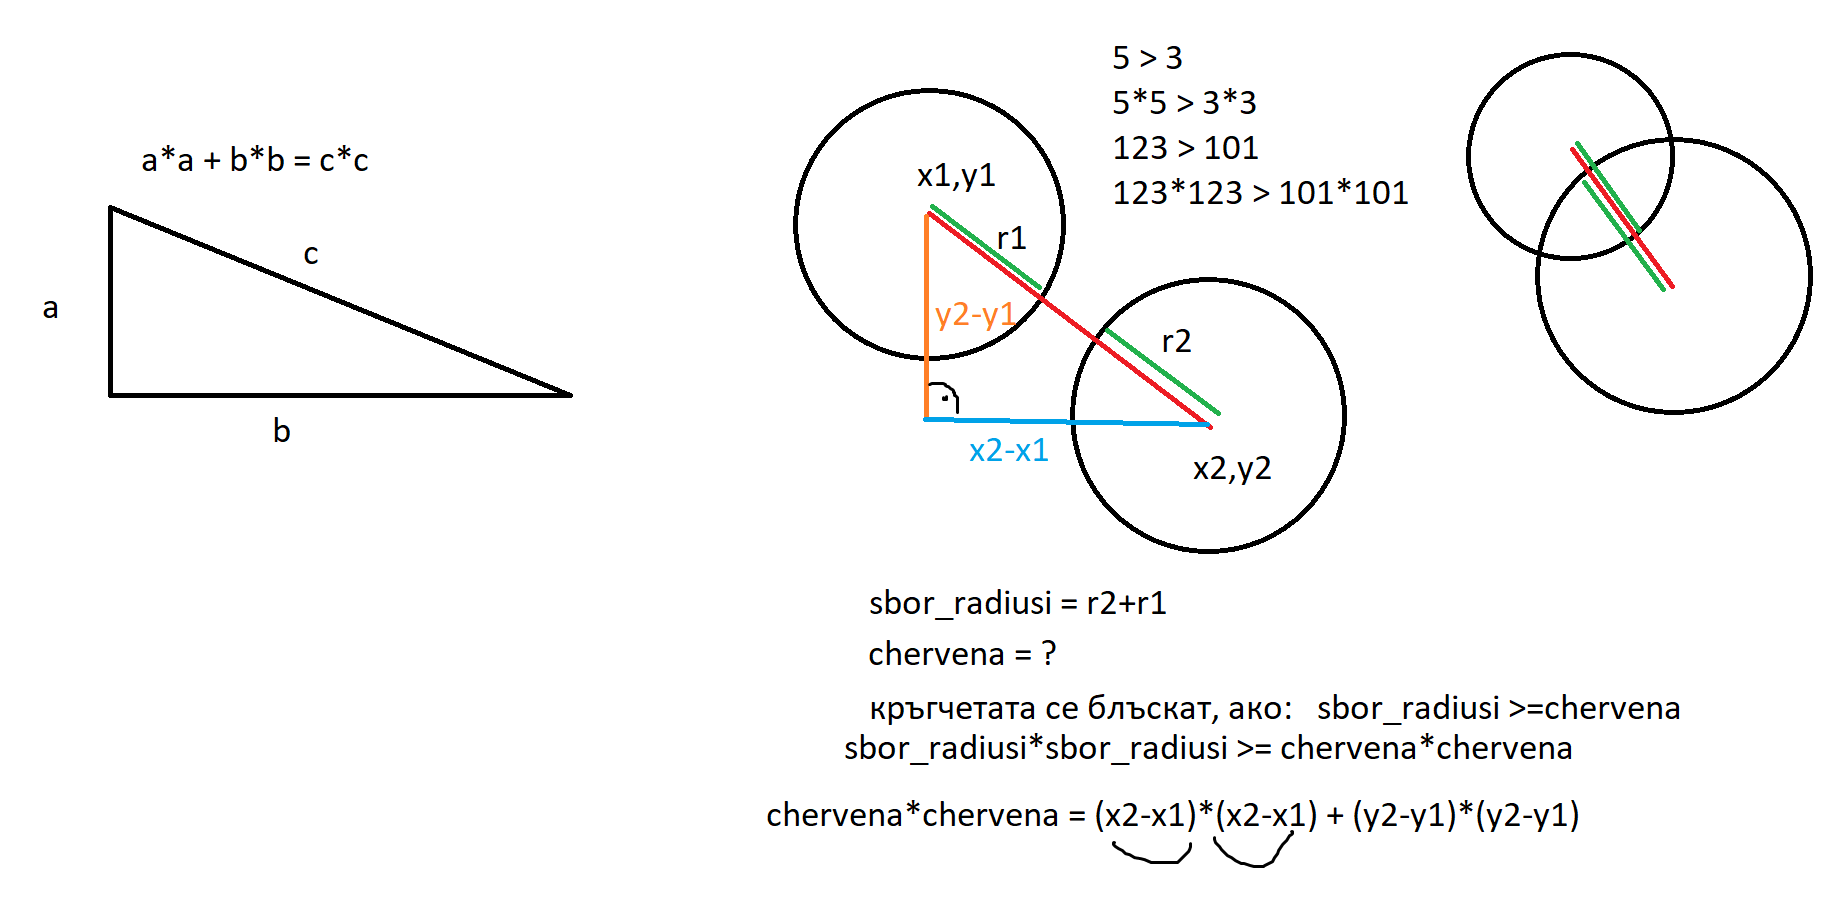 a*a + b*b = c*c
a
c
b
5 > 3
5*5 > 3*3
123 > 101
123*123 > 101*101
x1,y1
r1
y2-y1
r2
x2-x1
x2,y2
sbor_radiusi = r2+r1
chervena = ?
кръгчетата се блъскат, ако: sbor_radiusi >=chervena
sbor_radiusi*sbor_radiusi >= chervena*chervena
chervena*chervena = (x2-x1)*(x2-x1) + (y2-y1)*(y2-y1)